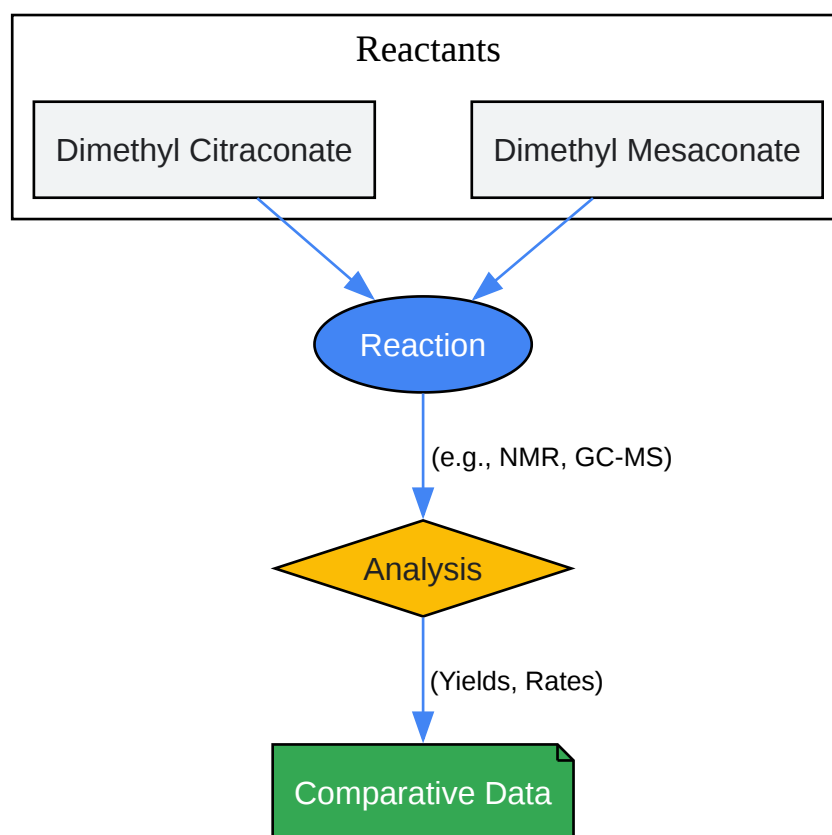 Reactants
Dimethyl Citraconate
Dimethyl Mesaconate
Reaction
(e.g., NMR, GC-MS)
Analysis
(Yields, Rates)
Comparative Data